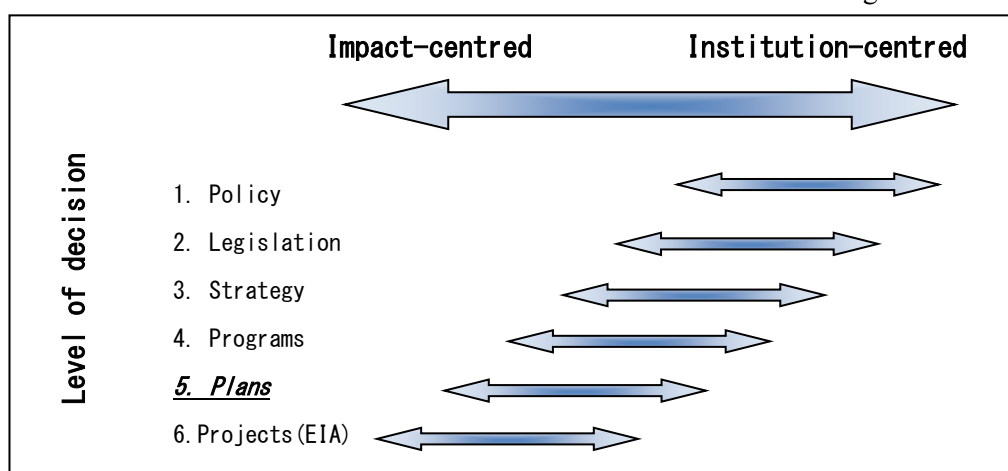 Impact-centred Institution-centred
Level of decision
1. Policy
2. Legislation
3. Strategy
4. Programs
5. Plans
6.Projects(EIA)